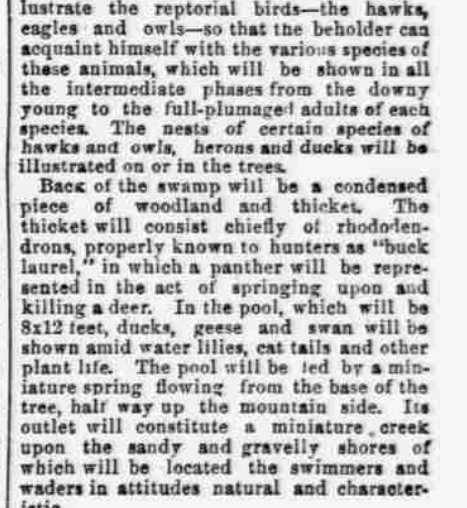 lustrate the reptorial birds—the hawks,
eagles and owls—so that the beholder can
acquaint himself with the various species of
these animals, which will be shown in all
the intermediate phases from the downy
young to the full-plumaged adults of each
species. The nests of certain species of
hawks and owls, herons and ducks will be
illustrated on or in the trees.
Back of the swamp will be a condensed
piece of woodland and thicket. The
thicket will consist chiefly of rhododen-
drons, properly known to hunters as "buck
laurel," in which a panther will be repre-
sented in the act of springing upon and
killing a deer. In the pool, which will be
8x12 feet, ducks, geese and swan will be
shown amid water lilies, cat tails and other
plant life. The pool will be fed by a min-
iature spring flowing from the base of the
tree, half way up the mountain side. Its
outlet will constitute a miniature creek
upon the sandy and gravelly shores of
which will be located the swimmers and
waders in attitudes natural and character-
istic.